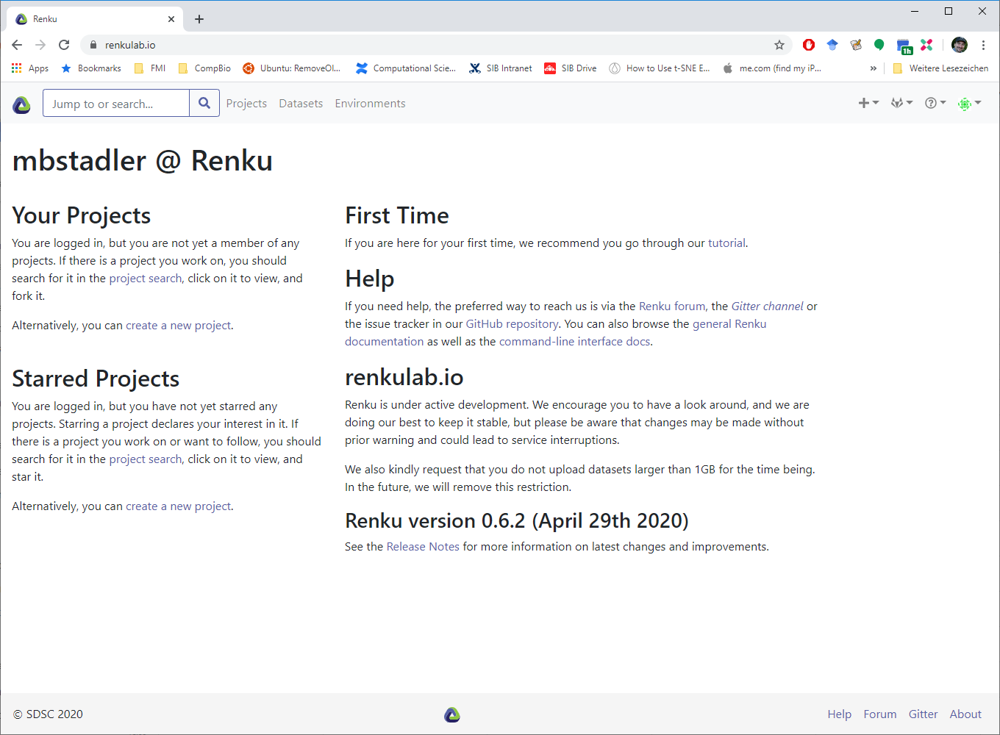 Renku
renkulab.io
1h
Apps Bookmarks FMI CompBio Ubuntu: RemoveOl... Computational Scie... SIB Intranet SIB Drive How to Use t-SNE E... me.com (find my iP... » Weitere Lesezeichen
Jump to or search... Projects Datasets Environments
mbstadler @ Renku
Your Projects
You are logged in, but you are not yet a member of any
projects. If there is a project you work on, you should
search for it in the project search, click on it to view, and
fork it.
Alternatively, you can create a new project.
Starred Projects
You are logged in, but you have not yet starred any
projects. Starring a project declares your interest in it. If
there is a project you work on or want to follow, you should
search for it in the project search, click on it to view, and
star it.
Alternatively, you can create a new project.
First Time
If you are here for your first time, we recommend you go through our tutorial.
Help
If you need help, the preferred way to reach us is via the Renku forum, the Gitter channel or
the issue tracker in our GitHub repository. You can also browse the general Renku
documentation as well as the command-line interface docs.
renkulab.io
Renku is under active development. We encourage you to have a look around, and we are
doing our best to keep it stable, but please be aware that changes may be made without
prior warning and could lead to service interruptions.
We also kindly request that you do not upload datasets larger than 1GB for the time being.
In the future, we will remove this restriction.
Renku version 0.6.2 (April 29th 2020)
See the Release Notes for more information on latest changes and improvements.
© SDSC 2020 Help Forum Gitter About